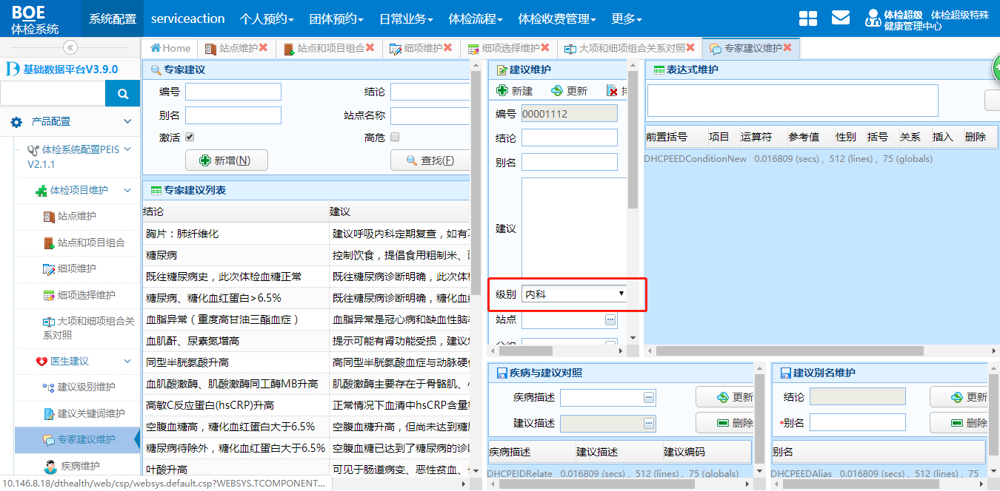 BOE
体检系统
系统配置 serviceaction 个人预约 团体预约 日常业务 体检流程 体检收费管理 更多
体检超级 体检超级特殊
健康管理中心
Home 站点维护 站点和项目组合 细项维护 细项选择维护 大项和细项组合关系对照 专家建议维护
基础数据平台V3.9.0
产品配置
体检系统配置PEIS
V2.1.1
体检项目维护
站点维护
站点和项目组合
细项维护
细项选择维护
大项和细项组合关
系对照
医生建议
建议级别维护
建议关键词维护
专家建议维护
疾病维护
专家建议
编号 结论
别名 站点名称
激活 高危
新增(N) 查找(F)
专家建议列表
结论 建议
胸片：肺纤维化 建议呼吸内科定期复查，如有
糖尿病 控制饮食，提倡食用粗制米、
既往糖尿病史，此次体检血糖正常 既往糖尿病诊断明确，此次体
糖尿病、糖化血红蛋白>6.5% 既往糖尿病诊断明确，糖化血
血脂异常（重度高甘油三酯血症） 血脂异常是冠心病和缺血性脑
血肌酐、尿素氮增高 提示可能有肾功能受损，建议
同型半胱氨酸升高 高同型半胱氨酸血症与动脉硬
血肌酸激酶、肌酸激酶同工酶MB升高 肌酸激酶主要存在于骨骼肌、
高敏C反应蛋白(hsCRP)升高 正常情况下血清中hsCRP含量
空腹血糖高，糖化血红蛋白大于6.5% 空腹血糖升高，但尚未达到糖
糖尿病待除外，糖化血红蛋白大于6.5% 空腹血糖已达到了糖尿病的诊
叶酸升高 可见于肠道病变、恶性贫血、
建议维护
新建 更新
编号 00001112
结论
别名
建议
级别 内科
站点
表达式维护
前置括号 项目 运算符 参考值 性别 括号 关系 插入 删除
DHCPEEDConditionNew 0.016809 (secs) , 512 (lines) , 75 (globals)
疾病与建议对照
疾病描述 更新
建议描述 删除
疾病描述 建议描述 建议编码
DHCPEIDRelate 0.016809 (secs) , 512 (lines) , 75 (globals)
建议别名维护
结论 更新
*别名 删除
别名
DHCPEEDAlias 0.016809 (secs) , 512 (lines) , 75
10.146.8.18/dthealth/web/csp/websys.default.csp?WEBSYS.TCOMPONENT...